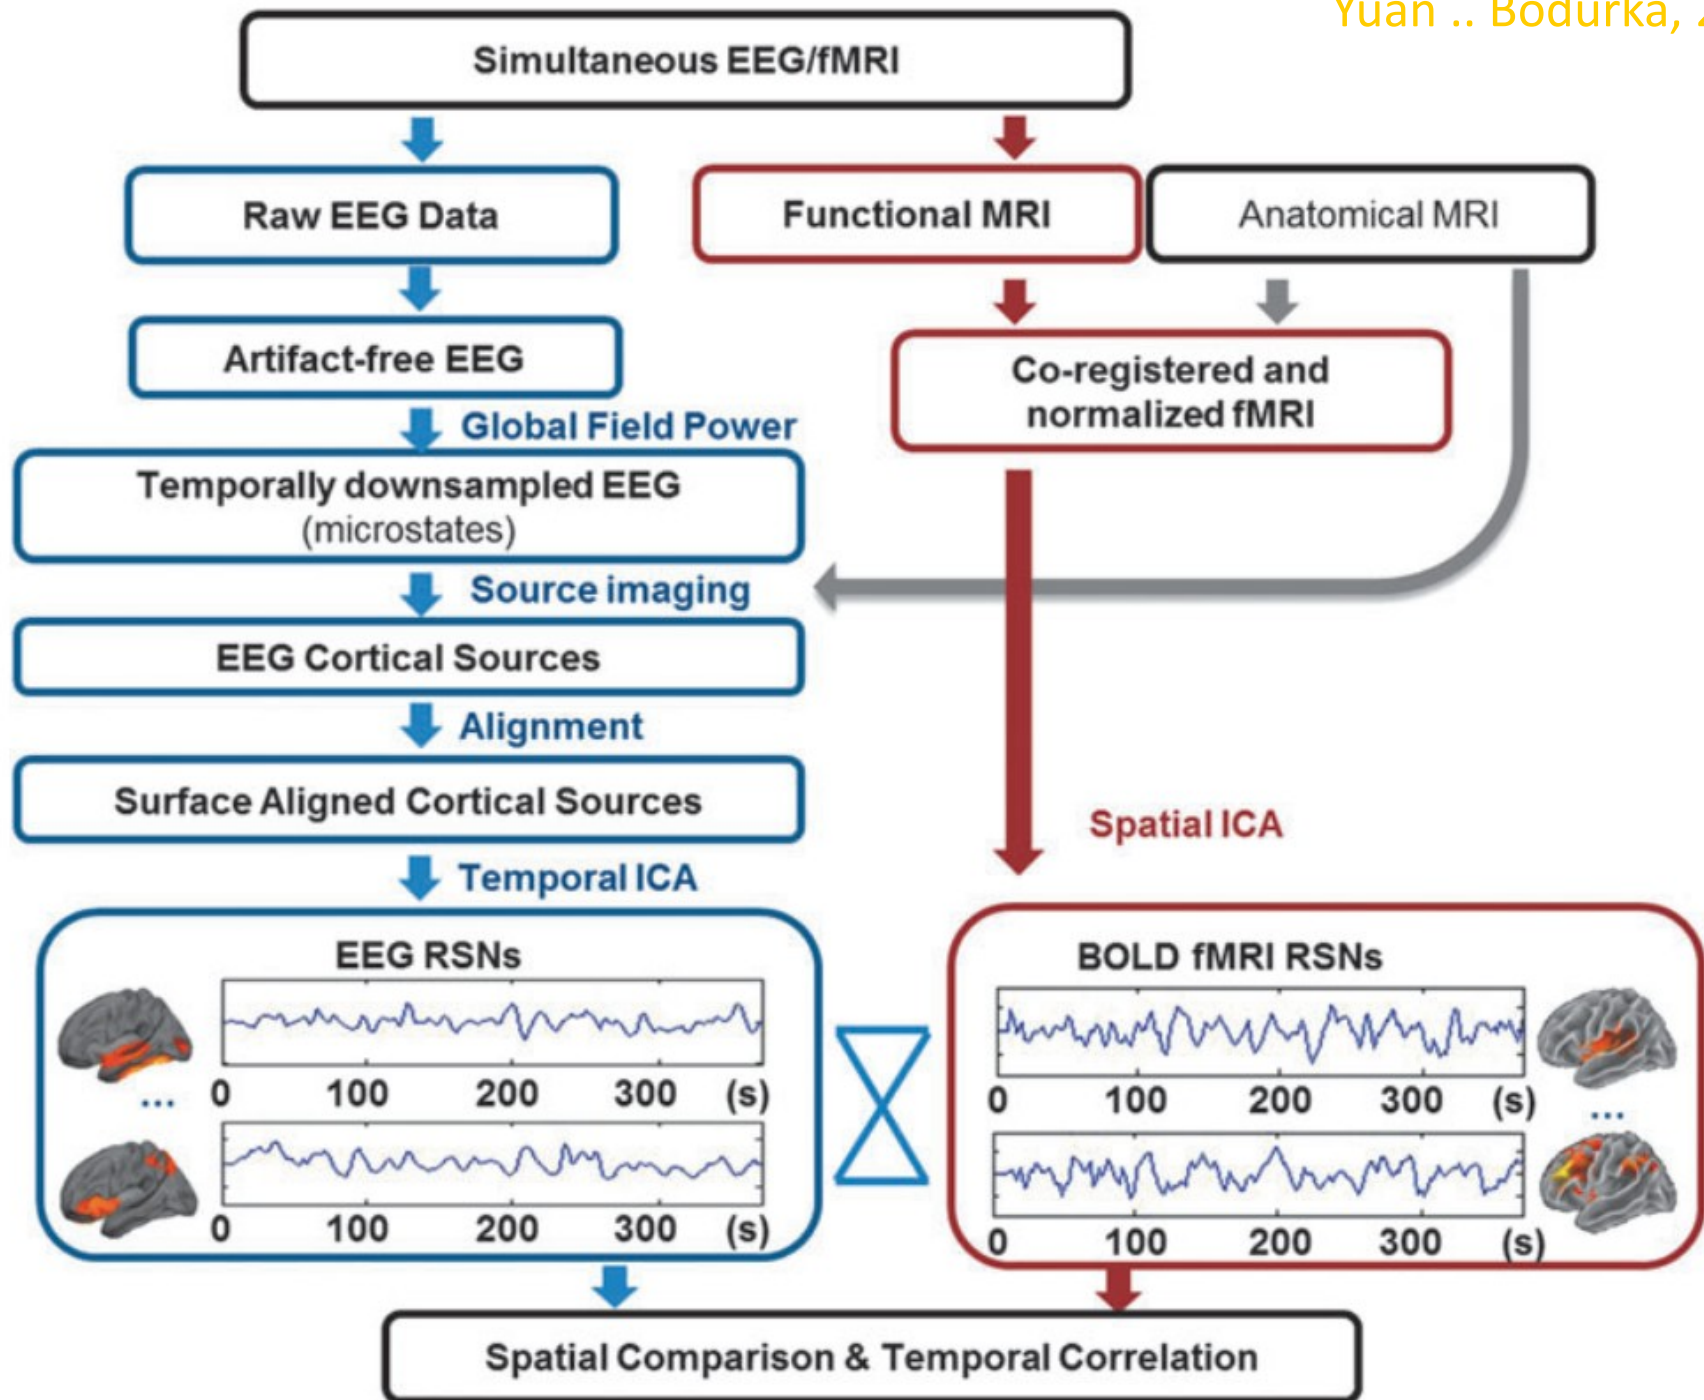 Yuan .. Bodurka, 2
Simultaneous EEG/fMRI
Raw EEG Data
Functional MRI
Anatomical MRI
Artifact-free EEG
Co-registered and
normalized fMRI
Global Field Power
Temporally downsampled EEG
(microstates)
Source imaging
EEG Cortical Sources
Alignment
Surface Aligned Cortical Sources
Spatial ICA
Temporal ICA
EEG RSNs
0 100 200 300 (s)
...
0 100 200 300 (s)
BOLD fMRI RSNs
0 100 200 300 (s)
...
0 100 200 300 (s)
Spatial Comparison & Temporal Correlation